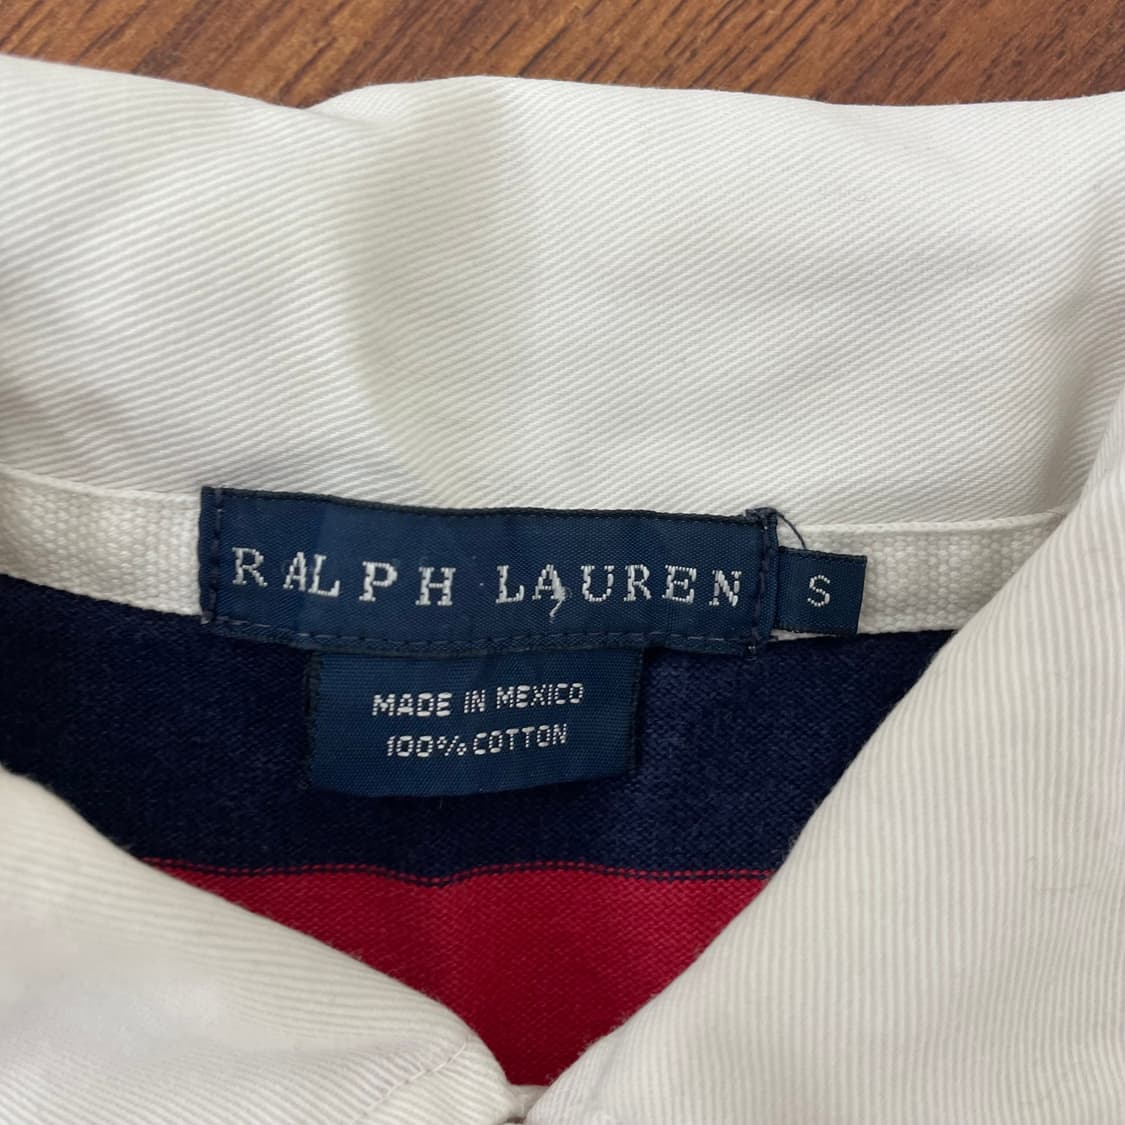 RALPH LAUREN
S
MADE IN MEXICO
100% COTTON